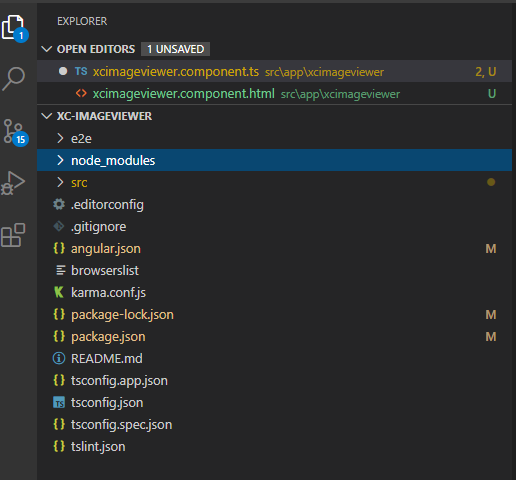 EXPLORER
OPEN EDITORS 1 UNSAVED
TS xcimageviewer.component.ts src\app\xcimageviewer 2, U
<> xcimageviewer.component.html src\app\xcimageviewer U
XC-IMAGEVIEWER
e2e
node_modules
src
.editorconfig
.gitignore
{} angular.json M
browserslist
karma.conf.js
{} package-lock.json M
{} package.json M
README.md
{} tsconfig.app.json
TS tsconfig.json
{} tsconfig.spec.json
{} tslint.json
1
15